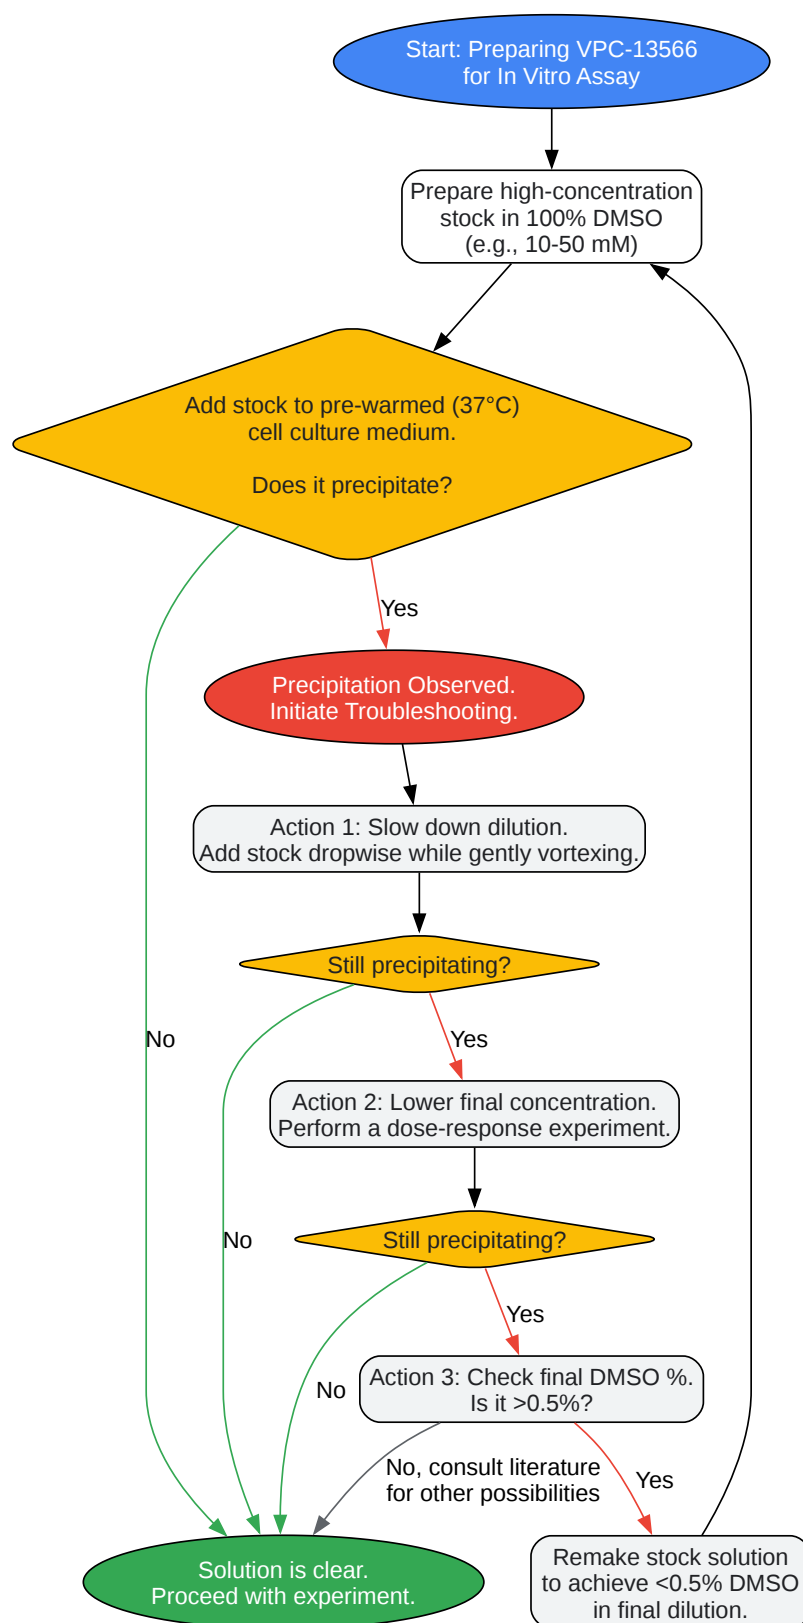 Start: Preparing VPC-13566
for In Vitro Assay
Prepare high-concentration
stock in 100% DMSO
(e.g., 10-50 mM)
Add stock to pre-warmed (37°C)
cell culture medium.
Does it precipitate?
Yes
Precipitation Observed.
Initiate Troubleshooting.
Action 1: Slow down dilution.
Add stock dropwise while gently vortexing.
Still precipitating?
No
Yes
Action 2: Lower final concentration.
Perform a dose-response experiment.
No
Still precipitating?
Yes
No
Action 3: Check final DMSO %.
Is it >0.5%?
No, consult literature
for other possibilities
Yes
Solution is clear.
Proceed with experiment.
Remake stock solution
to achieve <0.5% DMSO
in final dilution.